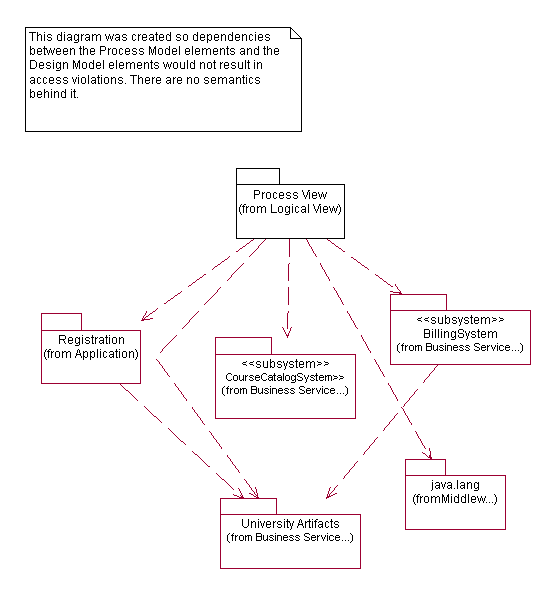 This diagram was created so dependencies
between the Process Model elements and the
Design Model elements would not result in
access violations. There are no semantics
behind it.
Process View
(from Logical View)
Registration
(from Application)
<<subsystem>>
CourseCatalogSystem>>
(from Business Service...)
<<subsystem>>
BillingSystem
(from Business Service...)
java.lang
(fromMiddlew...)
University Artifacts
(from Business Service...)